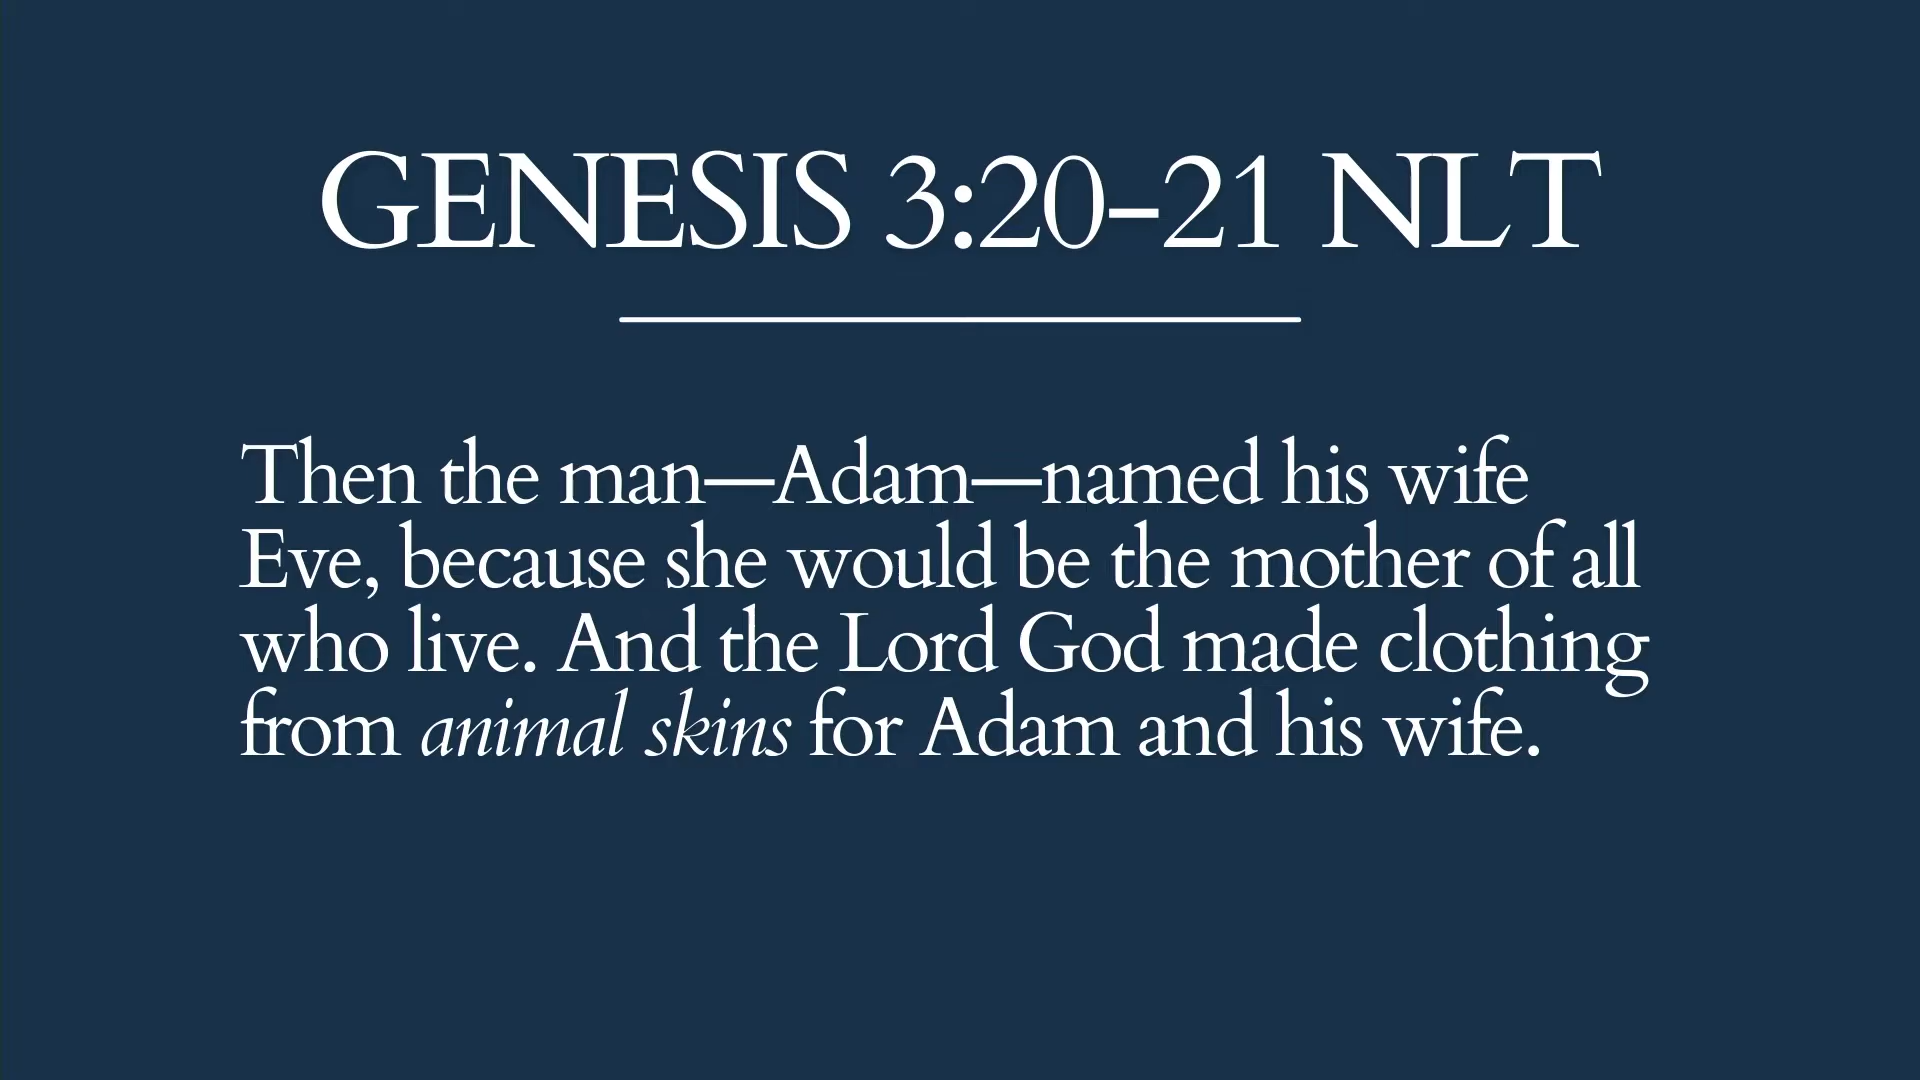 GENESIS 3:20–21 NLT
Then the man—Adam—named his wife
Eve, because she would be the mother of all
who live. And the Lord God made clothing
from animal skins for Adam and his wife.